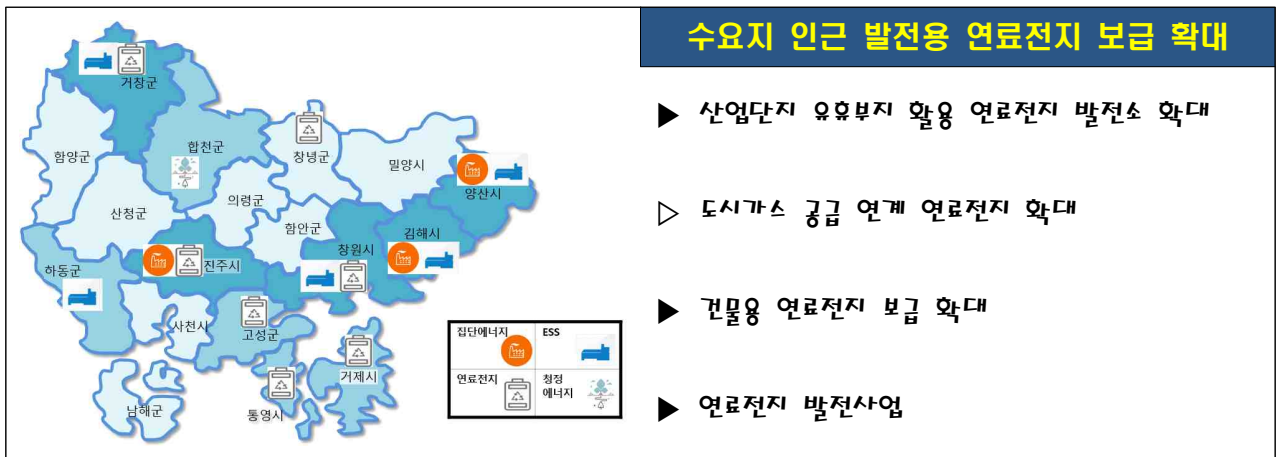 수요지 인근 발전용 연료전지 보급 확대
▶ 산업단지 유휴부지 활용 연료전지 발전소 확대
▷ 도시가스 공급 연계 연료전지 확대
▶ 건물용 연료전지 보급 확대
▶ 연료전지 발전사업
거창군
함양군
합천군
창녕군
밀양시
양산시
산청군
의령군
함안군
창원시
김해시
하동군
진주시
사천시
고성군
거제시
통영시
남해군
집단에너지
ESS
연료전지
청정
에너지